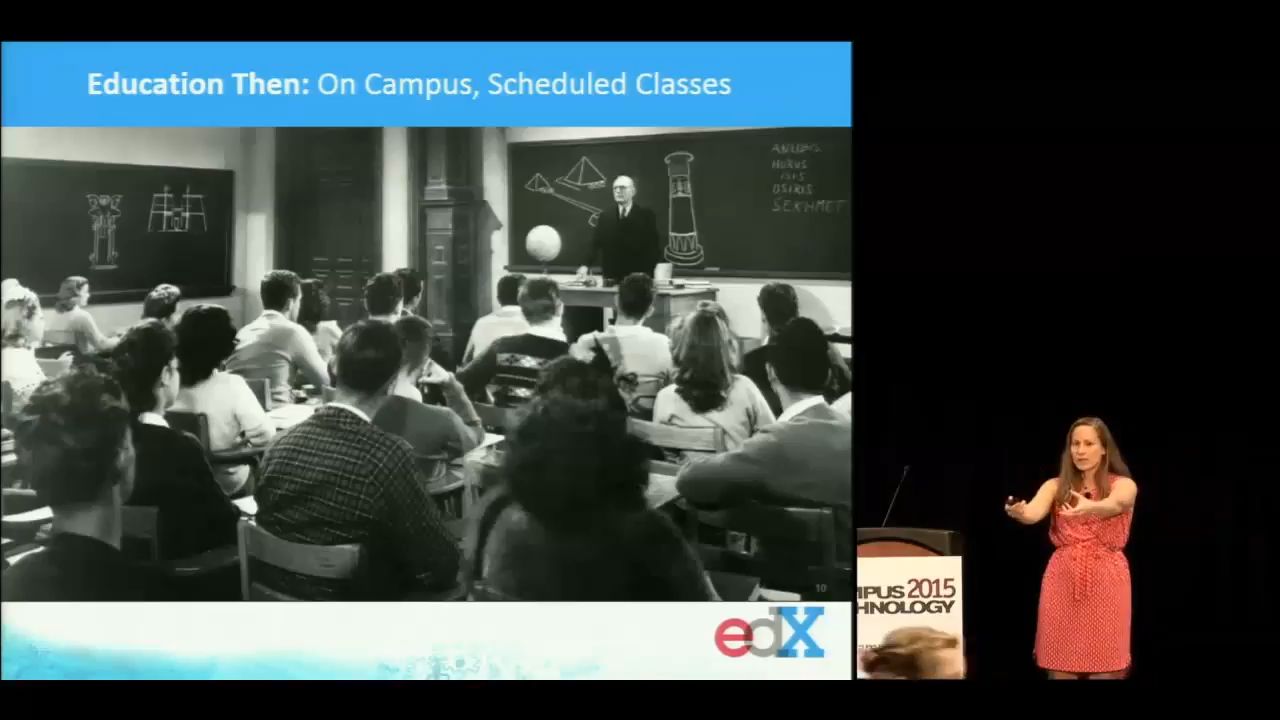 Education Then: On Campus, Scheduled Classes
ANUBIS
HORUS
ISIS
OSIRIS
SEKHMET
10
edX
MPUS 2015
HNOLOGY